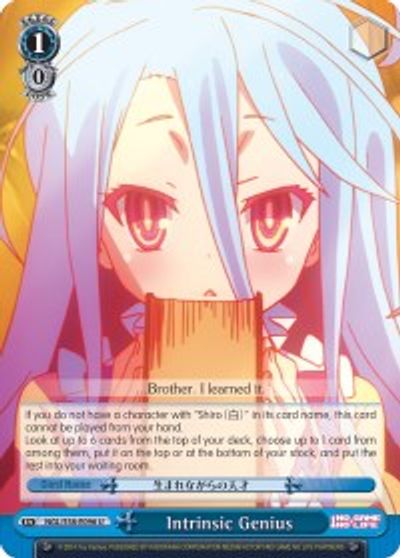 1
0
Brother. I learned it.
If you do not have a character with "Shiro (白)" in its card name, this card
cannot be played from your hand.
Look at up to 6 cards from the top of your deck, choose up to 1 card from
among them, put it on the top or at the bottom of your stock, and put the
rest into your waiting room.
Card Name 生まれながらの天才
Intrinsic Genius
NO GAME
NO LIFE